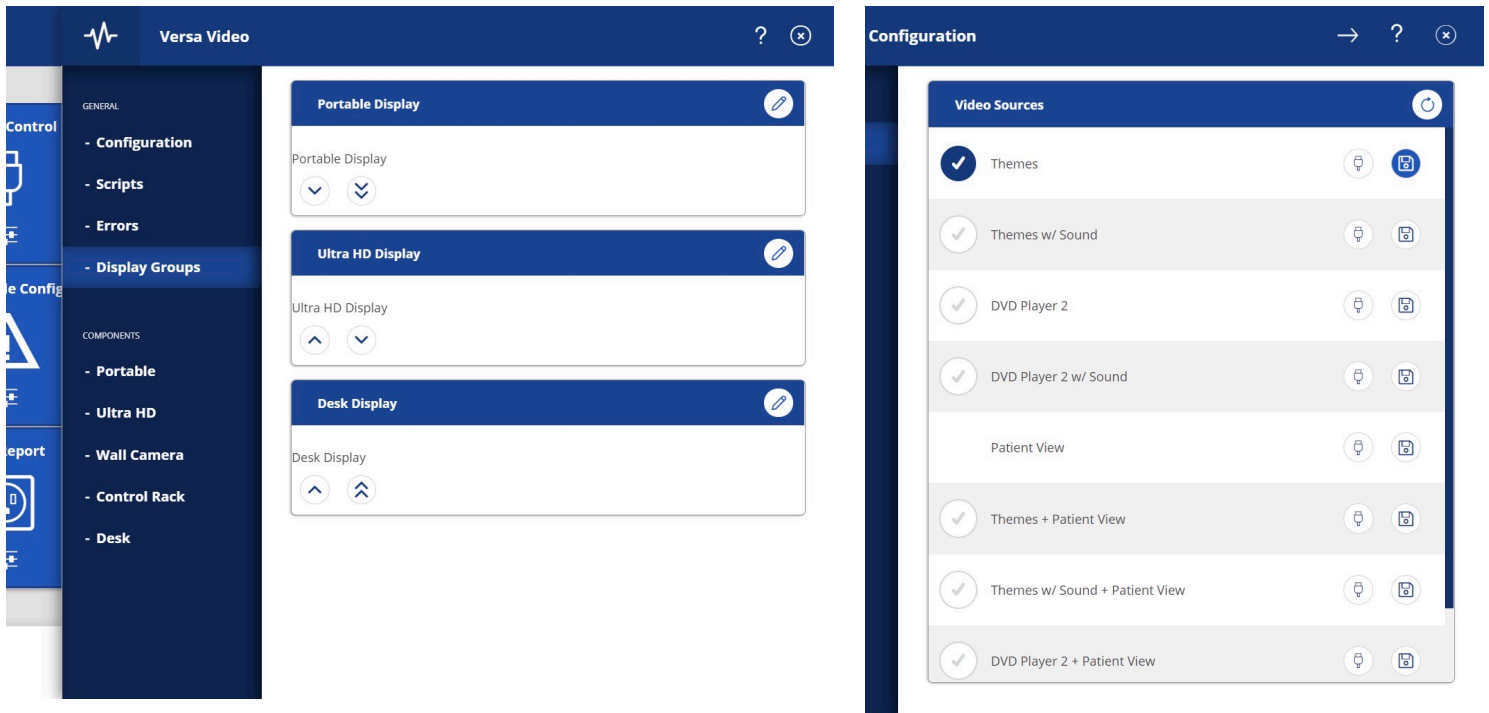 Versa Video
?
GENERAL
- Configuration
- Scripts
- Errors
- Display Groups
COMPONENTS
- Portable
- Ultra HD
- Wall Camera
- Control Rack
- Desk
Control
e Config
eport
Portable Display
Portable Display
Ultra HD Display
Ultra HD Display
Desk Display
Desk Display
Configuration
?
Video Sources
Themes
Themes w/ Sound
DVD Player 2
DVD Player 2 w/ Sound
Patient View
Themes + Patient View
Themes w/ Sound + Patient View
DVD Player 2 + Patient View